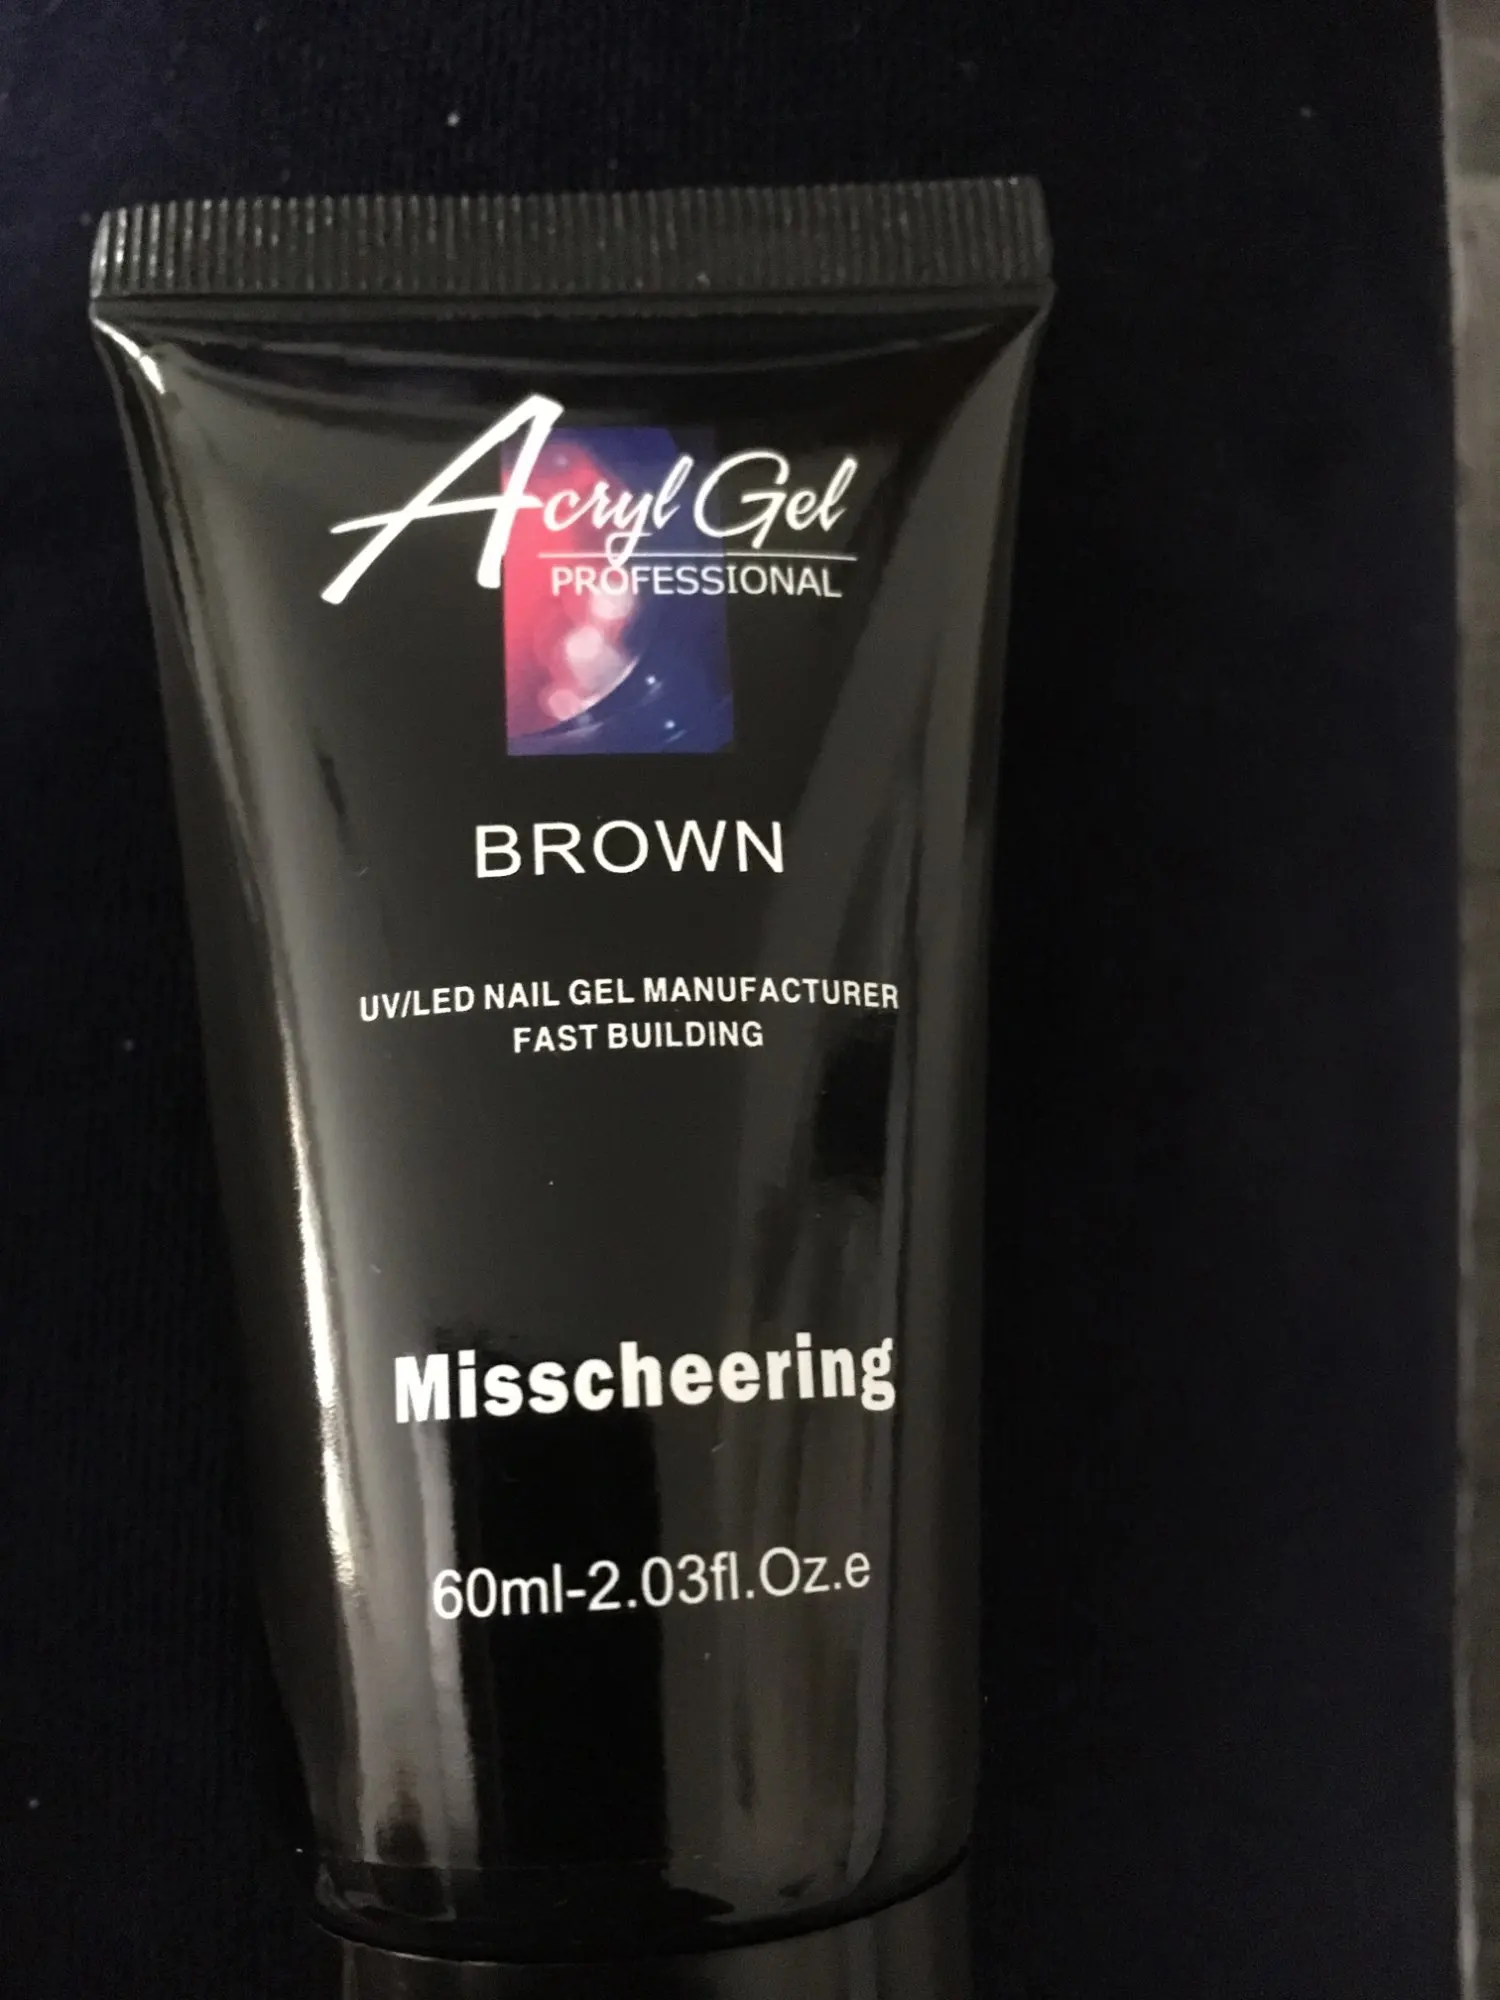 Acryl Gel
PROFESSIONAL
BROWN
UV/LED NAIL GEL MANUFACTURER
FAST BUILDING
Misscheering
60ml-2.03fl.Oz.e